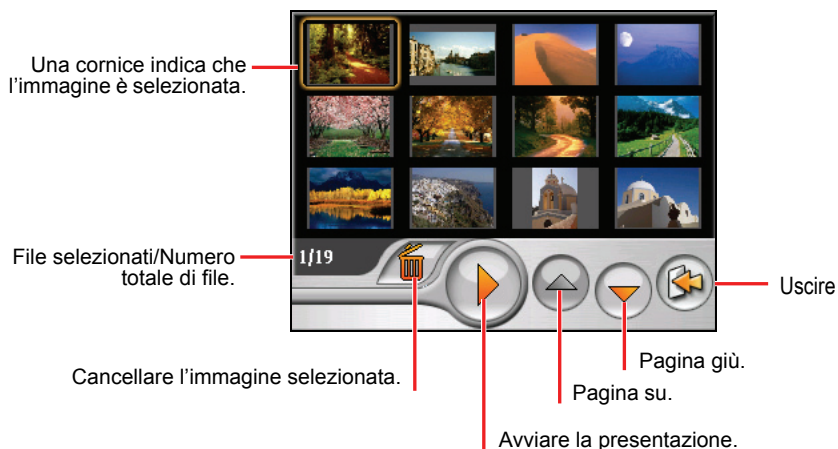 Una cornice indica che
l'immagine è selezionata.
File selezionati/Numero
totale di file.
1/19
Uscire
Pagina giù.
Cancellare l'immagine selezionata.
Pagina su.
Avviare la presentazione.